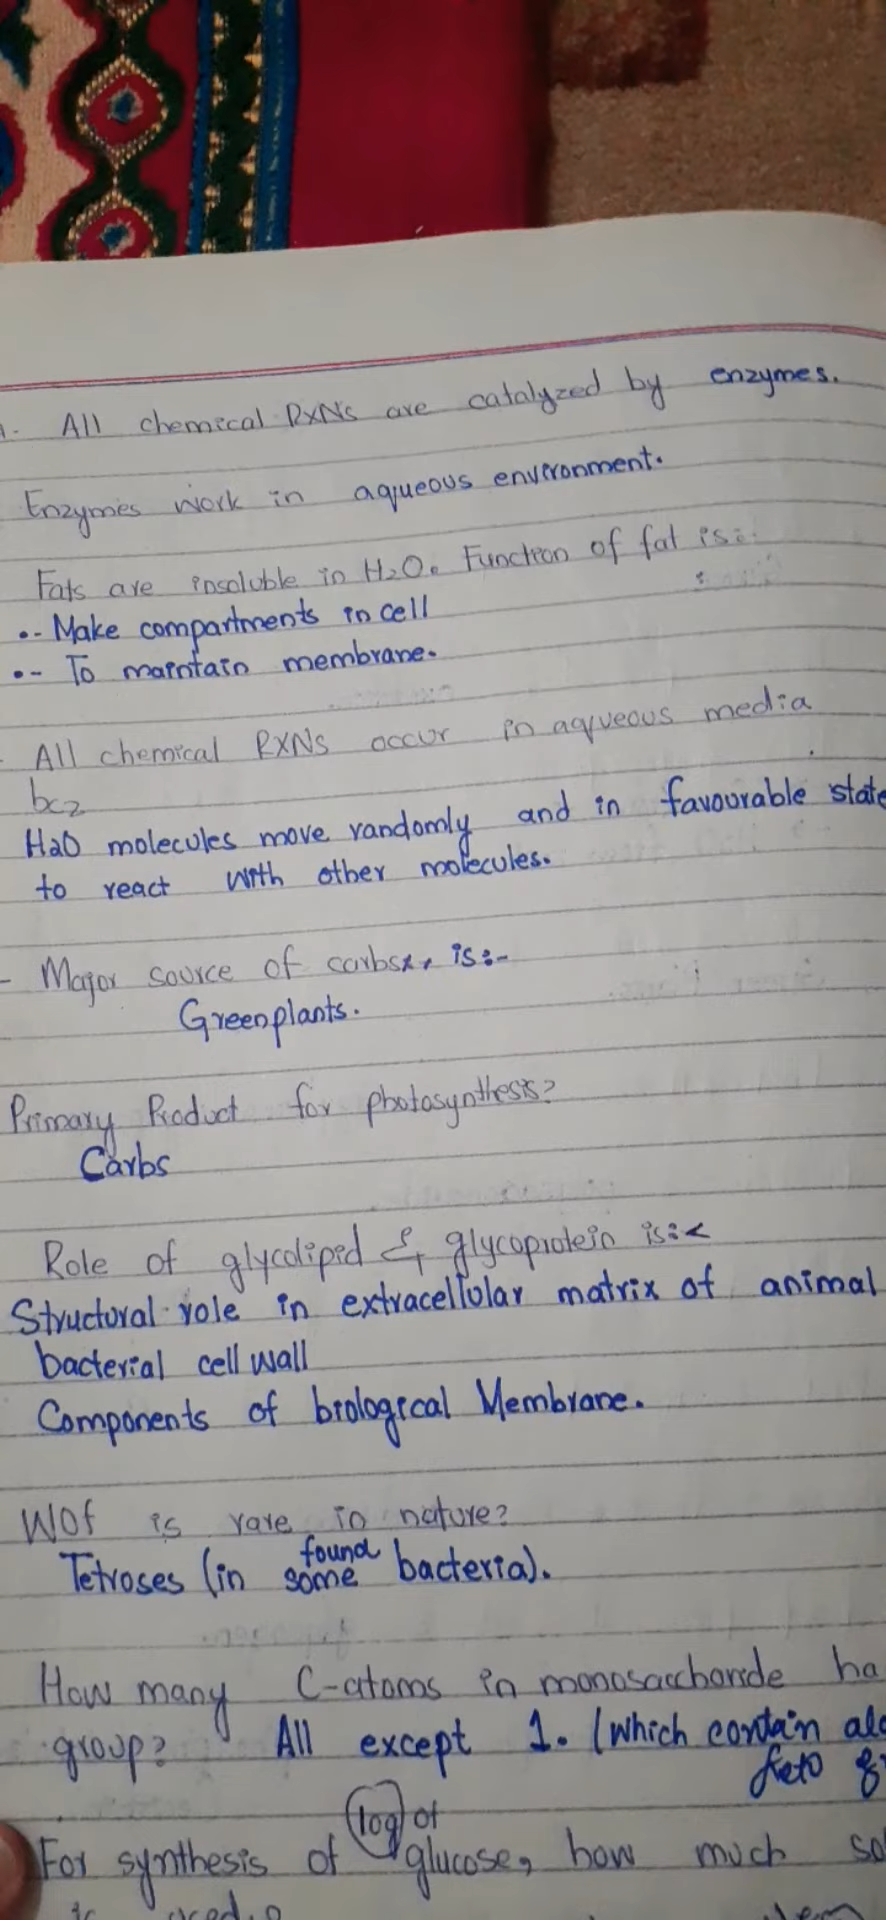 All chemical RXNs are catalyzed by enzymes.
Enzymes work in aqueous environment.
Fats are insoluble in H2O. Function of fat is:-
•- Make compartments in cell
•- To maintain membrane.
- All chemical RXNs occur in aqueous media
bcz
H2O molecules move randomly and in favourable state
to react with other molecules.
- Major source of carbs is:-
Green plants.
Primary Product for photosynthesis?
Carbs
Role of glycolipid & glycoprotein is:-
Structural role in extracellular matrix of animal
bacterial cell wall
Components of biological Membrane.
WOf is rare in nature?
found
Tetroses (in some bacteria).
How many C-atoms in monosaccharide ha
group? All except 1. (which contain
keto
(log) of
For synthesis of glucose, how much